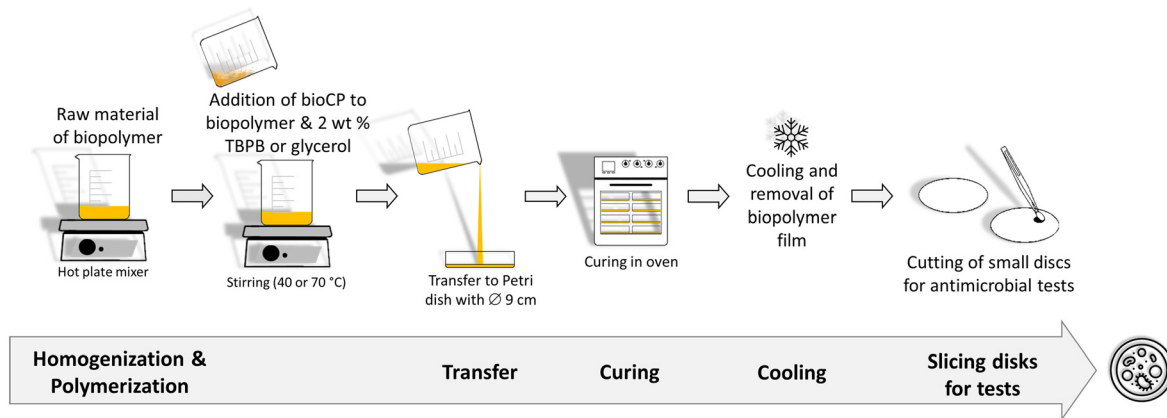 Raw material
of biopolymer
Hot plate mixer
Addition of bioCP to
biopolymer & 2 wt %
TBPB or glycerol
Stirring (40 or 70 °C)
Transfer to Petri
dish with ∅ 9 cm
Curing in oven
Cooling and
removal of
biopolymer
film
Cutting of small discs
for antimicrobial tests
Homogenization &
Polymerization
Transfer
Curing
Cooling
Slicing disks
for tests